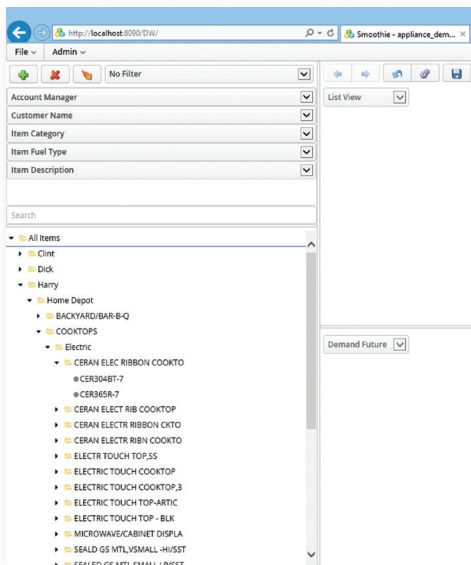 http://localhost:8090/DW/
Smoothie - appliance_dem...
File Admin
No Filter
Account Manager
Customer Name
Item Category
Item Fuel Type
Item Description
Search
All Items
Clint
Dick
Harry
Home Depot
BACKYARD/BAR-B-Q
COOKTOPS
Electric
CERAN ELEC RIBBON COOKTO
CER304BT-7
CER365R-7
CERAN ELECT RIB COOKTOP
CERAN ELECTR RIBBON CKTO
CERAN ELECTR RIBN COOKTO
ELECTR TOUCH TOP,SS
ELECTRIC TOUCH COOKTOP
ELECTRIC TOUCH COOKTOP,3
ELECTRIC TOUCH TOP-ARTIC
ELECTRIC TOUCH TOP - BLK
MICROWAVE/CABINET DISPLA
SEALD GS MTL,VSMALL -HI/SST
List View
Demand Future